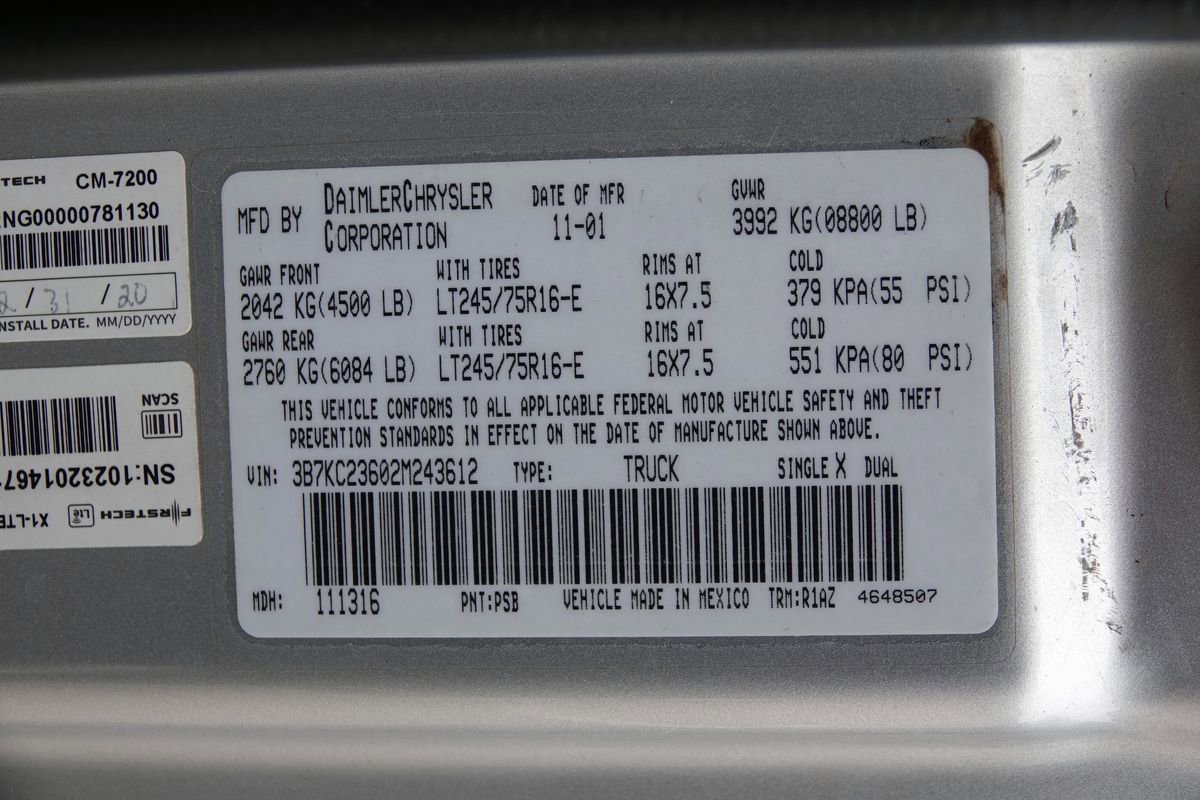 TECH CM-7200
NG00000781130
2/31/20
NSTALL DATE. MM/DD/YYYY
SCAN
SN:1023201467
FIRSTECH Lte X1-LTE
MFD BY DAIMLERCHRYSLER CORPORATION DATE OF MFR 11-01 GVWR 3992 KG(08800 LB)
GAWR FRONT WITH TIRES RIMS AT COLD
2042 KG(4500 LB) LT245/75R16-E 16X7.5 379 KPA(55 PSI)
GAWR REAR WITH TIRES RIMS AT COLD
2760 KG(6084 LB) LT245/75R16-E 16X7.5 551 KPA(80 PSI)
THIS VEHICLE CONFORMS TO ALL APPLICABLE FEDERAL MOTOR VEHICLE SAFETY AND THEFT
PREVENTION STANDARDS IN EFFECT ON THE DATE OF MANUFACTURE SHOWN ABOVE.
VIN: 3B7KC23602M243612 TYPE: TRUCK SINGLE X DUAL
MDH: 111316 PNT:PSB VEHICLE MADE IN MEXICO TRM:R1AZ 4648507